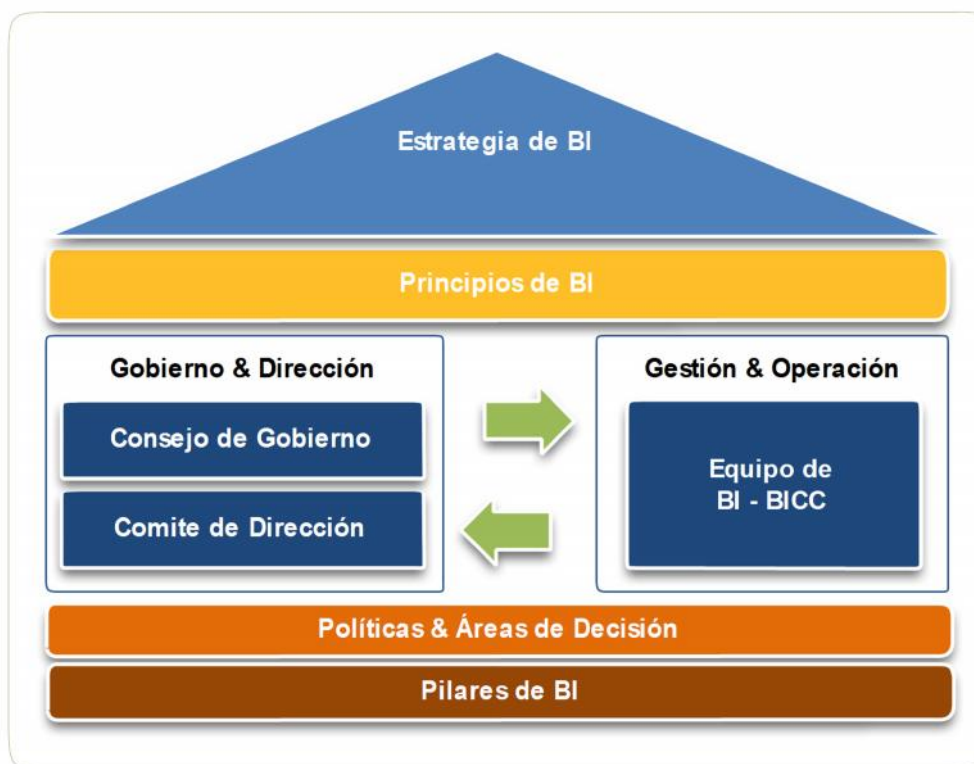 Estrategia de BI
Principios de BI
Gobierno & Dirección
Consejo de Gobierno
Comite de Dirección
Gestión & Operación
Equipo de
BI - BICC
Políticas & Áreas de Decisión
Pilares de BI